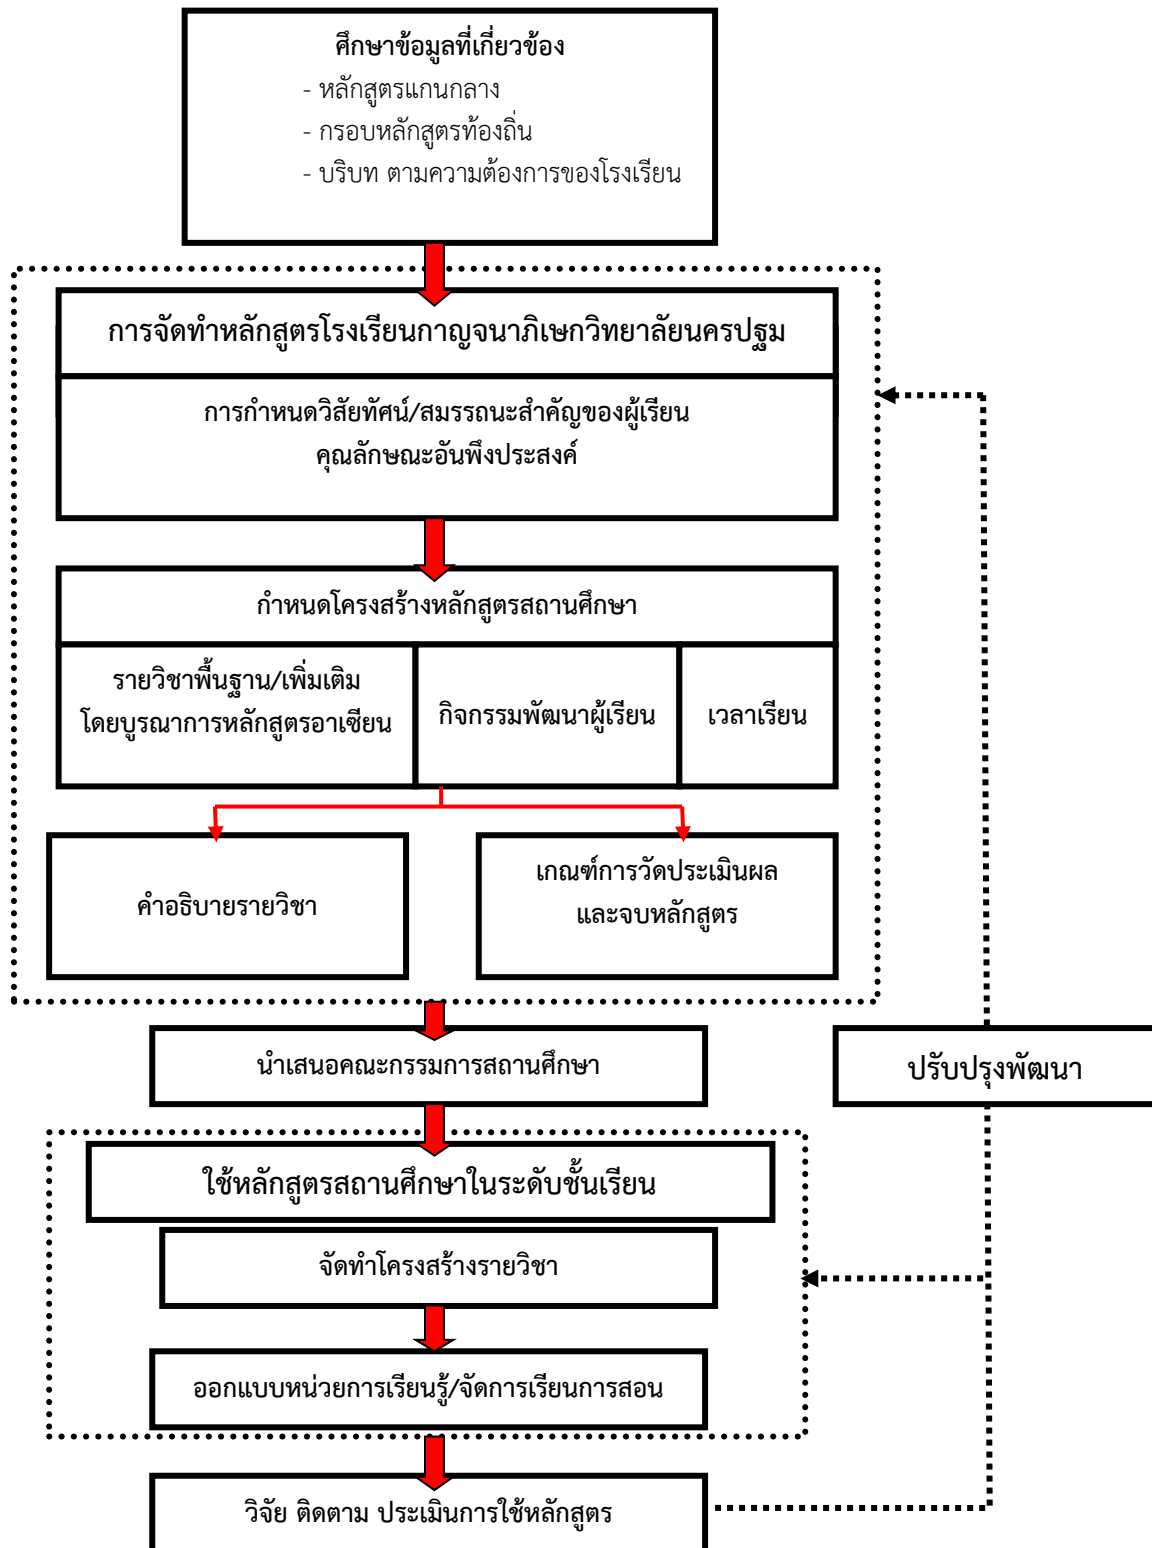 ศึกษาข้อมูลที่เกี่ยวข้อง
- หลักสูตรแกนกลาง
- กรอบหลักสูตรท้องถิ่น
- บริบท ตามความต้องการของโรงเรียน
การจัดทำหลักสูตรโรงเรียนกาญจนาภิเษกวิทยาลัยนครปฐม
การกำหนดวิสัยทัศน์/สมรรถนะสำคัญของผู้เรียน
คุณลักษณะอันพึงประสงค์
กำหนดโครงสร้างหลักสูตรสถานศึกษา
รายวิชาพื้นฐาน/เพิ่มเติม
โดยบูรณาการหลักสูตรอาเซียน
กิจกรรมพัฒนาผู้เรียน
เวลาเรียน
คำอธิบายรายวิชา
เกณฑ์การวัดประเมินผล
และจบหลักสูตร
นำเสนอคณะกรรมการสถานศึกษา
ปรับปรุงพัฒนา
ใช้หลักสูตรสถานศึกษาในระดับชั้นเรียน
จัดทำโครงสร้างรายวิชา
ออกแบบหน่วยการเรียนรู้/จัดการเรียนการสอน
วิจัย ติดตาม ประเมินการใช้หลักสูตร